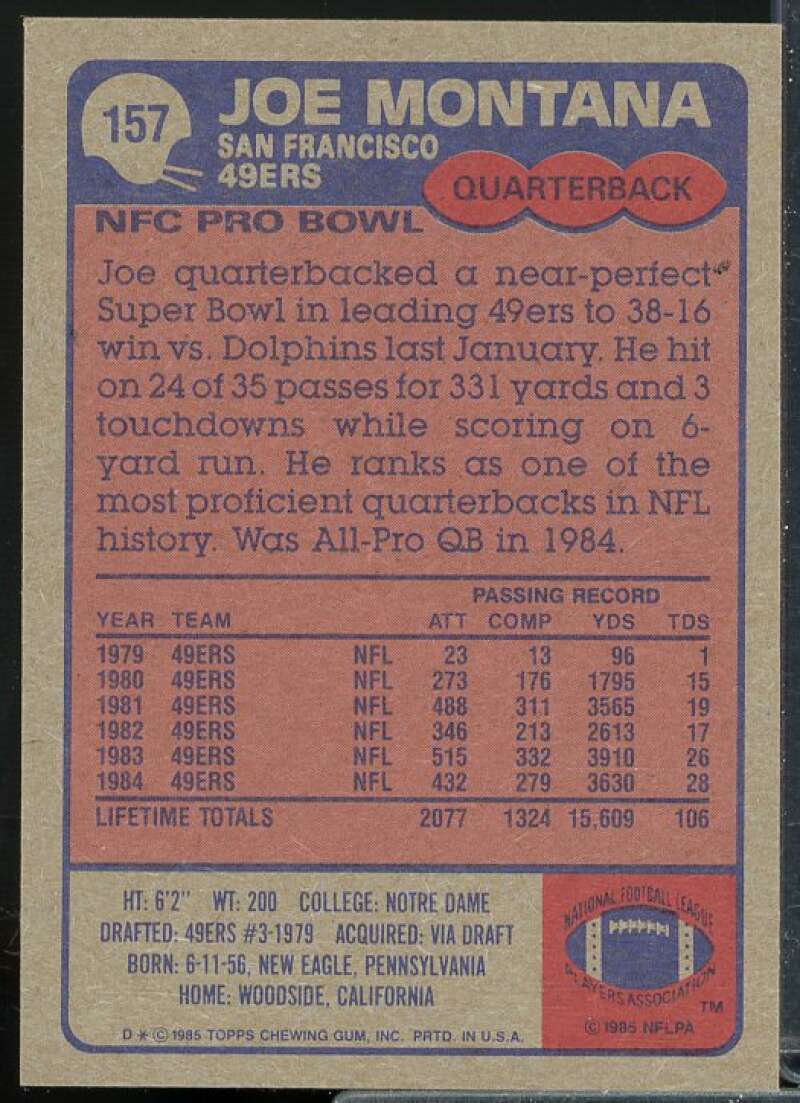 157
JOE MONTANA
SAN FRANCISCO
49ERS
QUARTERBACK
NFC PRO BOWL
Joe quarterbacked a near-perfect
Super Bowl in leading 49ers to 38-16
win vs. Dolphins last January. He hit
on 24 of 35 passes for 331 yards and 3
touchdowns while scoring on 6-
yard run. He ranks as one of the
most proficient quarterbacks in NFL
history. Was All-Pro QB in 1984.
PASSING RECORD
YEAR TEAM ATT COMP YDS TDS
1979 49ERS NFL 23 13 96 1
1980 49ERS NFL 273 176 1795 15
1981 49ERS NFL 488 311 3565 19
1982 49ERS NFL 346 213 2613 17
1983 49ERS NFL 515 332 3910 26
1984 49ERS NFL 432 279 3630 28
LIFETIME TOTALS 2077 1324 15,609 106
HT: 6'2" WT: 200 COLLEGE: NOTRE DAME
DRAFTED: 49ERS #3-1979 ACQUIRED: VIA DRAFT
BORN: 6-11-56, NEW EAGLE, PENNSYLVANIA
HOME: WOODSIDE, CALIFORNIA
D * © 1985 TOPPS CHEWING GUM, INC. PRTD. IN U.S.A.
NATIONAL FOOTBALL LEAGUE
PLAYERS ASSOCIATION
TM
© 1985 NFLPA